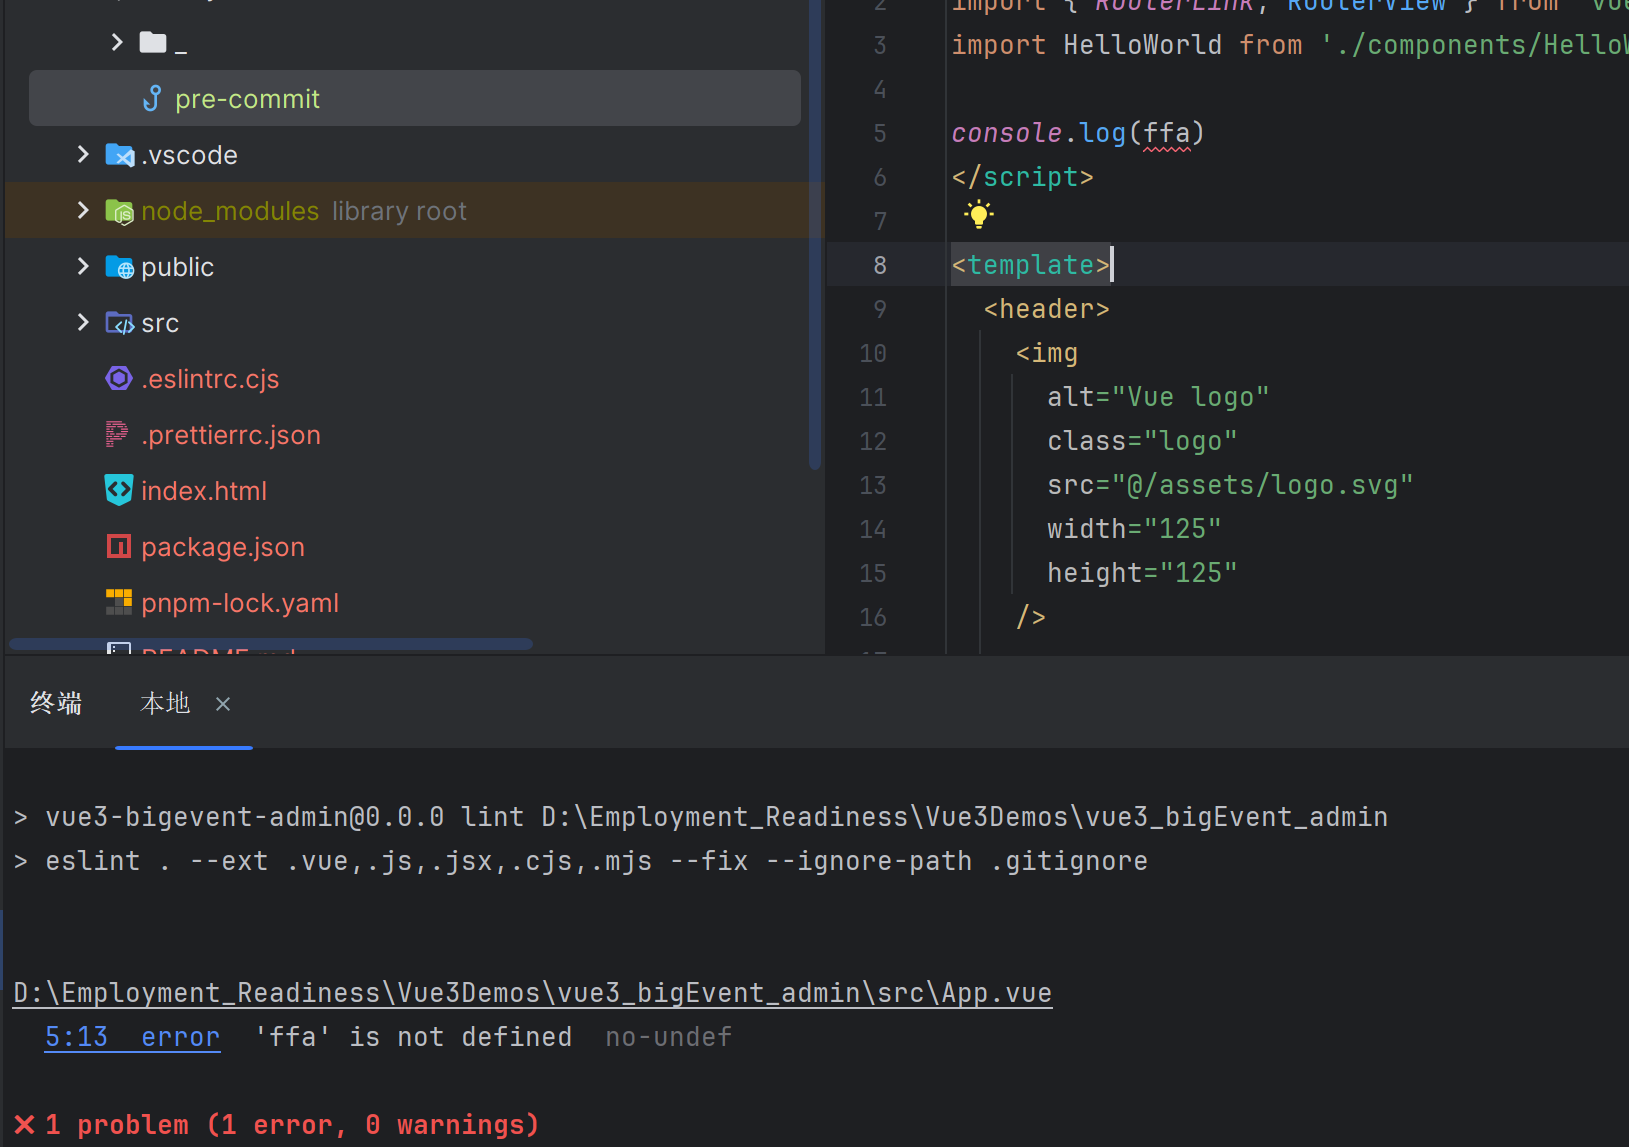 _
pre-commit
.vscode
node_modules library root
public
src
.eslintrc.cjs
.prettierrc.json
index.html
package.json
pnpm-lock.yaml
README.md
2 import { RouterLink, RouterView } from
3 import HelloWorld from './components/HelloW
4
5 console.log(ffa)
6 </script>
7
8 <template>
9 <header>
10 <img
11 alt="Vue logo"
12 class="logo"
13 src="@/assets/logo.svg"
14 width="125"
15 height="125"
16 />
17
终端 本地 ×
> vue3-bigevent-admin@0.0.0 lint D:\Employment_Readiness\Vue3Demos\vue3_bigEvent_admin
> eslint . --ext .vue,.js,.jsx,.cjs,.mjs --fix --ignore-path .gitignore
D:\Employment_Readiness\Vue3Demos\vue3_bigEvent_admin\src\App.vue
5:13 error 'ffa' is not defined no-undef
✕ 1 problem (1 error, 0 warnings)